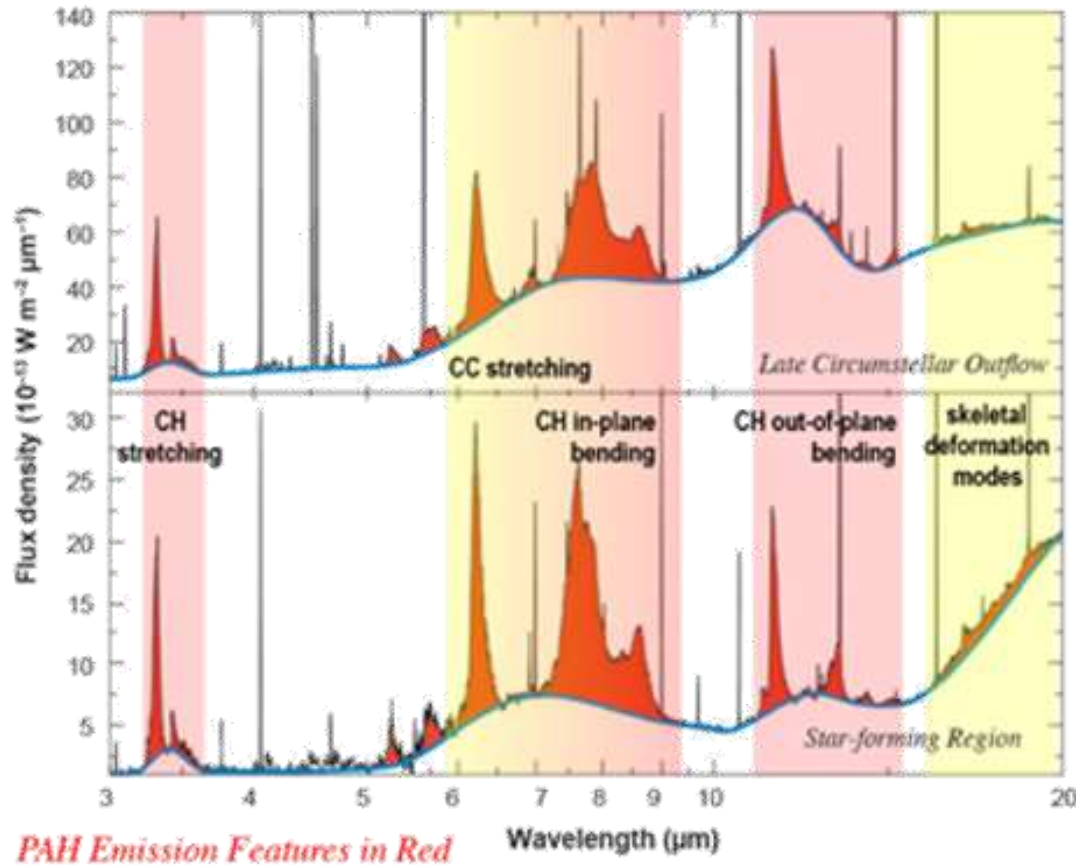 140
120
100
80
60
40
20
CC stretching
Late Circumstellar Outflow
30
25
20
15
10
5
CH
stretching
CH in-plane
bending
CH out-of-plane
bending
skeletal
deformation
modes
Star-forming Region
Flux density (10⁻¹³ W m⁻² µm⁻¹)
3 4 5 6 7 8 9 10 20
Wavelength (µm)
PAH Emission Features in Red